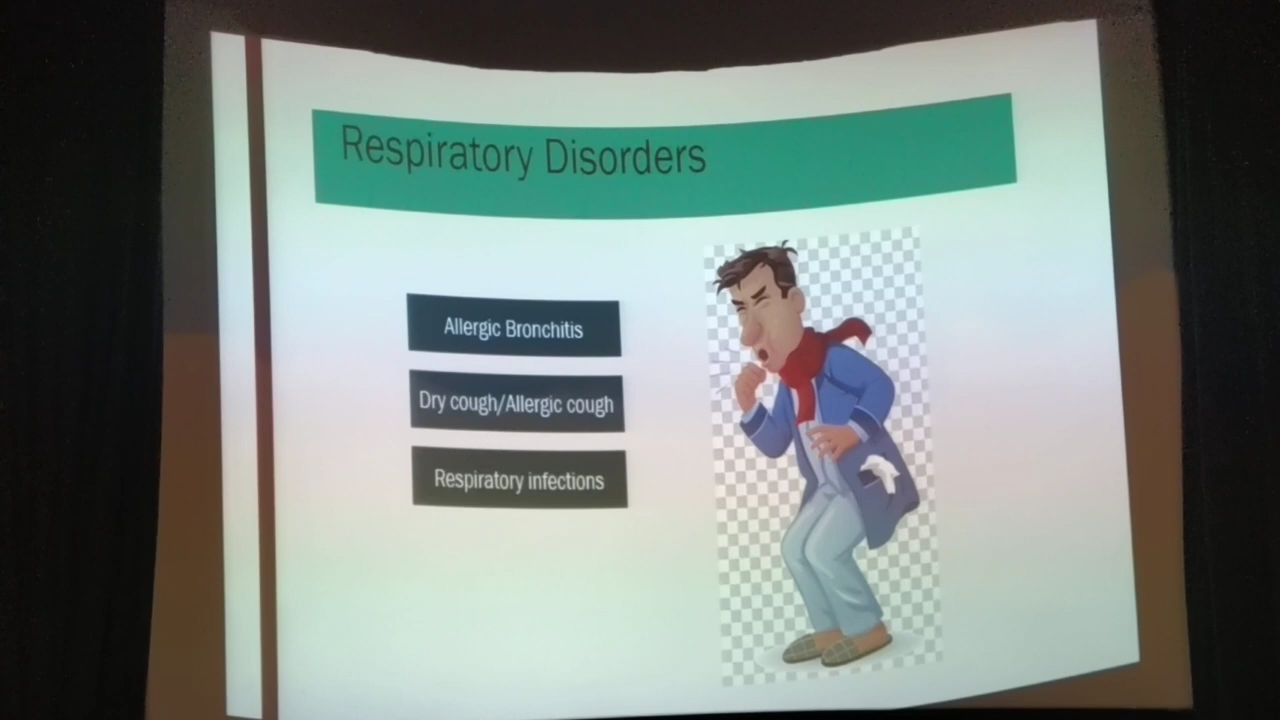 Respiratory Disorders
Allergic Bronchitis
Dry cough/Allergic cough
Respiratory infections